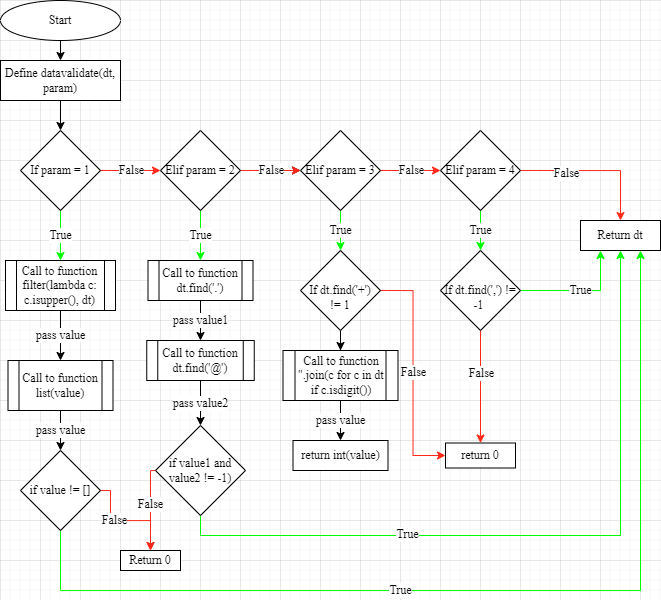 Start
Define datavalidate(dt,
param)
If param = 1
False
Elif param = 2
False
Elif param = 3
False
Elif param = 4
False
True
True
True
True
Return dt
Call to function
filter(lambda c:
c.isupper(), dt)
Call to function
dt.find('.')
If dt.find('+')
!= 1
If dt.find(',') !=
-1
True
pass value
pass value1
Call to function
list(value)
Call to function
dt.find('@')
Call to function
''.join(c for c in dt
if c.isdigit())
False
False
pass value
pass value2
pass value
return int(value)
return 0
if value != []
if value1 and
value2 != -1)
False
False
True
Return 0
True